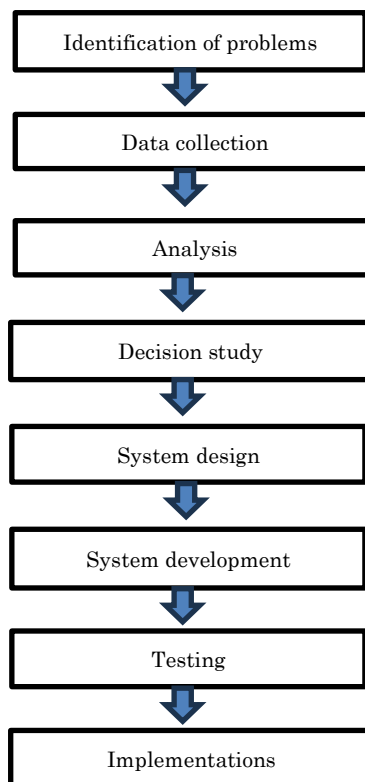 Identification of problems
Data collection
Analysis
Decision study
System design
System development
Testing
Implementations